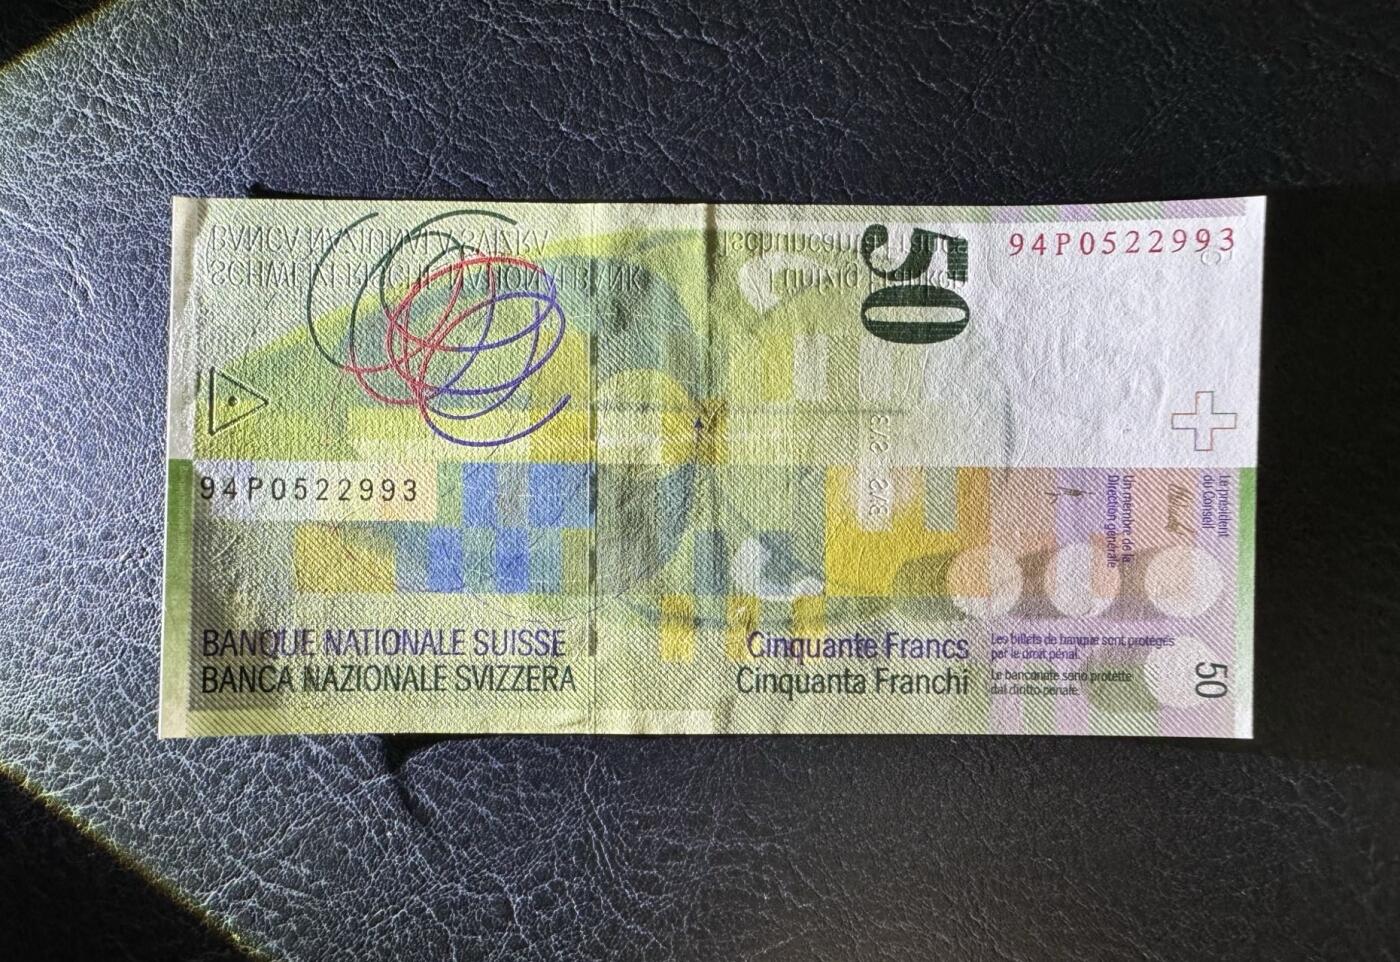 50
94P0522993
94P0522993
BANQUE NATIONALE SUISSE
BANCA NAZIONALE SVIZZERA
Cinquante Francs
Cinquanta Franchi
Les billets de banque sont protégés
par le droit pénal.
Le banconote sono protette
dal diritto penale.
Un membre de la
Direction générale
Le président
du Conseil
50